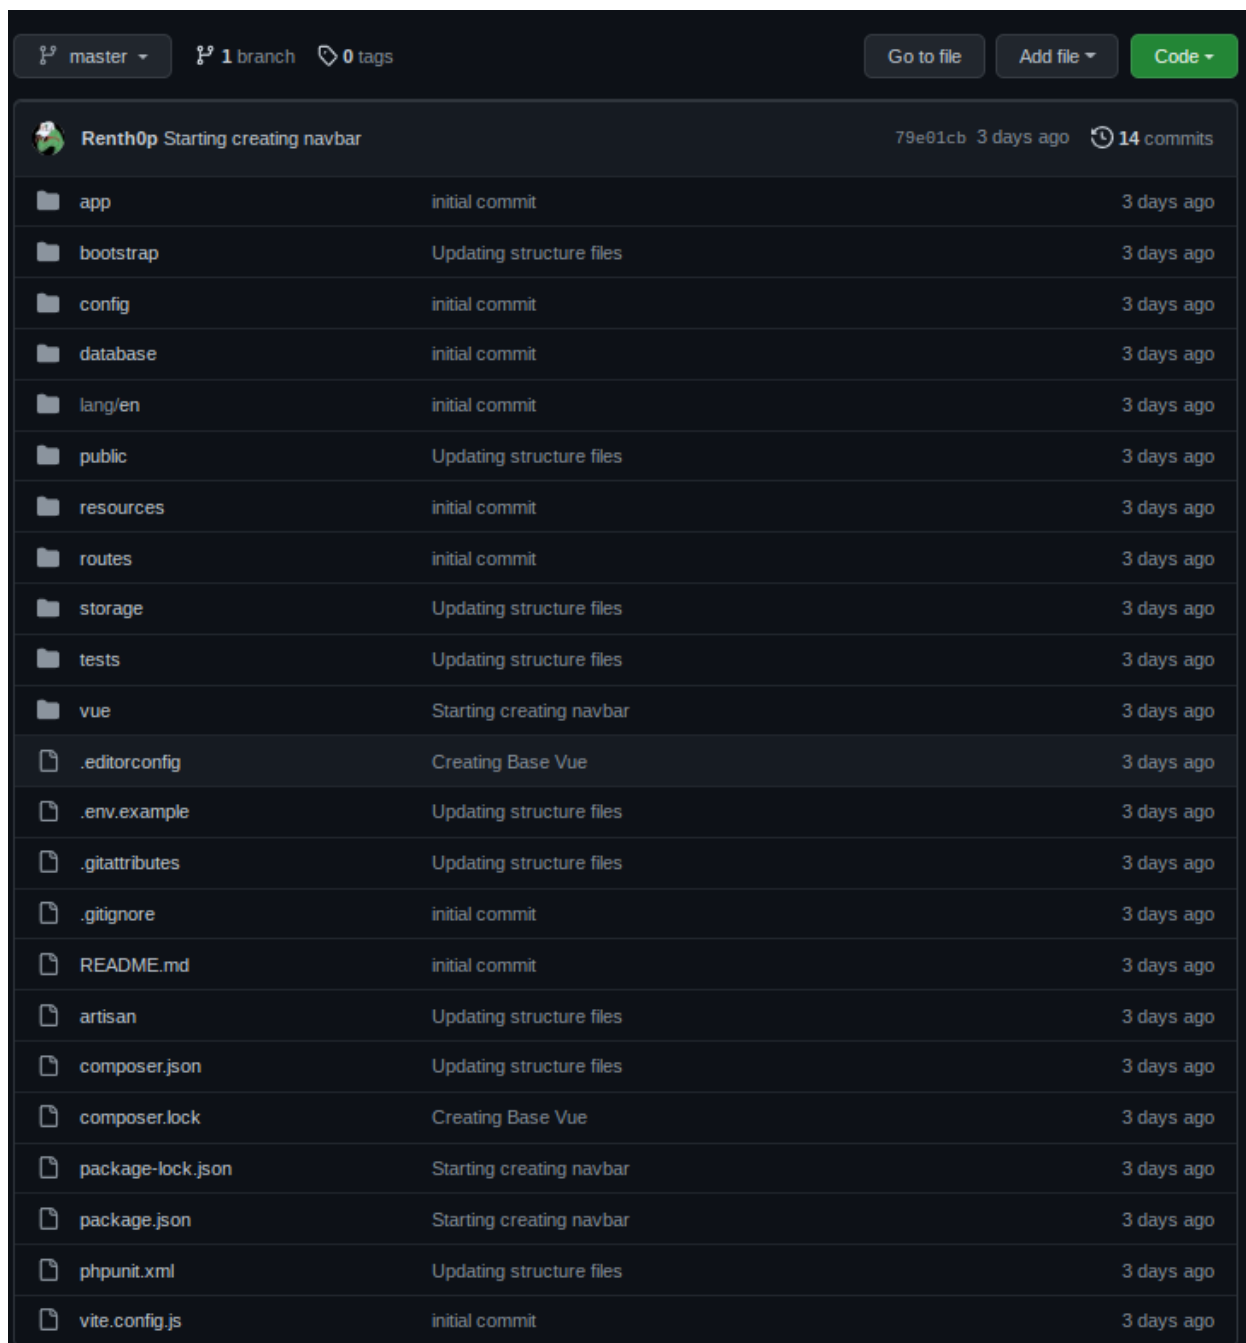 master 1 branch 0 tags Go to file Add file Code
Renth0p Starting creating navbar 79e01cb 3 days ago 14 commits
app initial commit 3 days ago
bootstrap Updating structure files 3 days ago
config initial commit 3 days ago
database initial commit 3 days ago
lang/en initial commit 3 days ago
public Updating structure files 3 days ago
resources initial commit 3 days ago
routes initial commit 3 days ago
storage Updating structure files 3 days ago
tests Updating structure files 3 days ago
vue Starting creating navbar 3 days ago
.editorconfig Creating Base Vue 3 days ago
.env.example Updating structure files 3 days ago
.gitattributes Updating structure files 3 days ago
.gitignore initial commit 3 days ago
README.md initial commit 3 days ago
artisan Updating structure files 3 days ago
composer.json Updating structure files 3 days ago
composer.lock Creating Base Vue 3 days ago
package-lock.json Starting creating navbar 3 days ago
package.json Starting creating navbar 3 days ago
phpunit.xml Updating structure files 3 days ago
vite.config.js initial commit 3 days ago